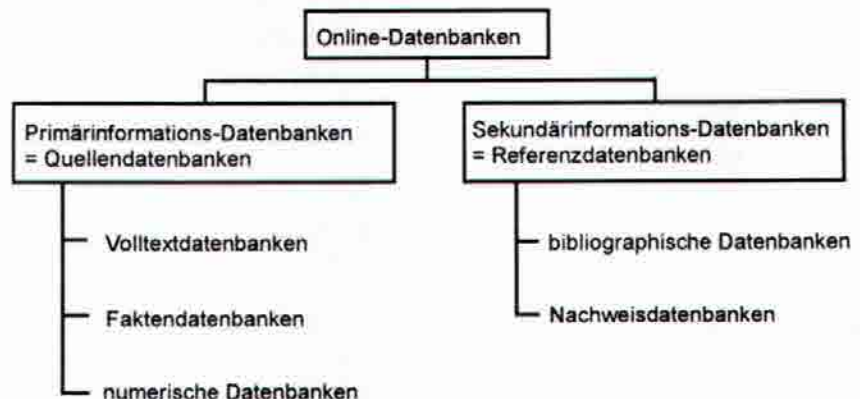 Online-Datenbanken
Primärinformations-Datenbanken
= Quellendatenbanken
Sekundärinformations-Datenbanken
= Referenzdatenbanken
Volltextdatenbanken
Faktendatenbanken
numerische Datenbanken
bibliographische Datenbanken
Nachweisdatenbanken